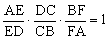 AE/ED · DC/CB · BF/FA = 1